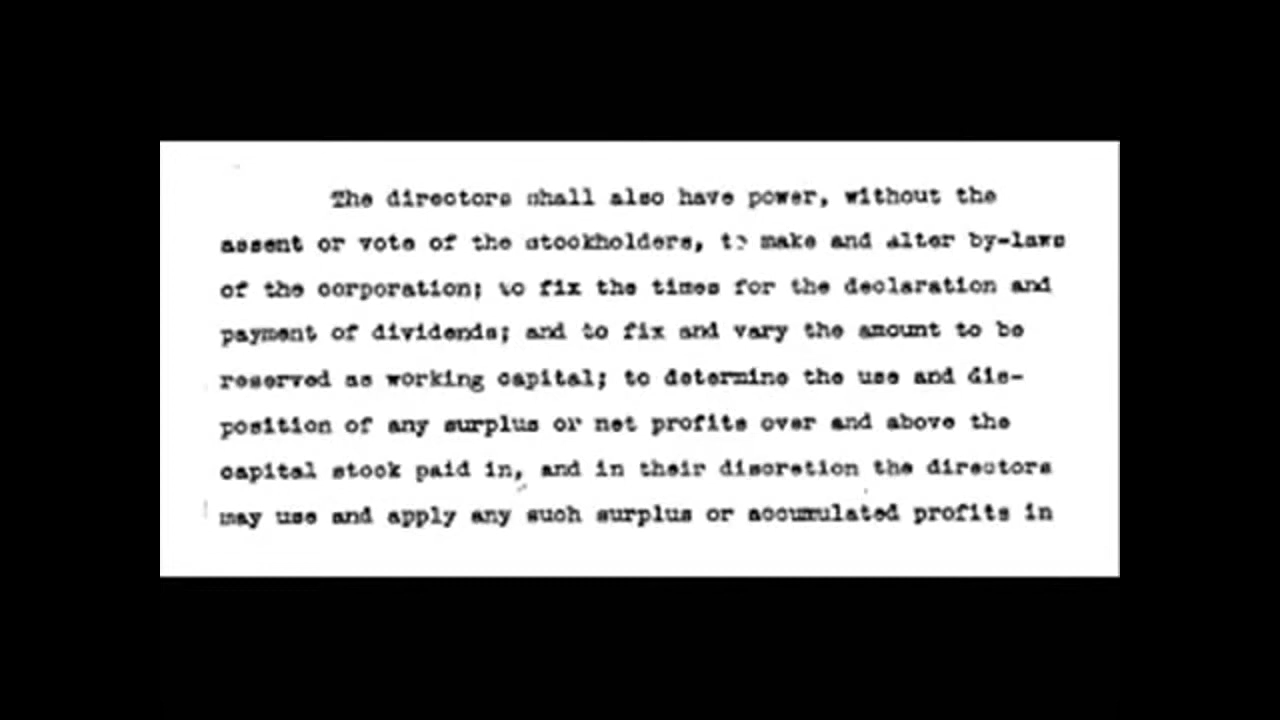 The directors shall also have power, without the
assent or vote of the stockholders, to make and alter by-laws
of the corporation; to fix the times for the declaration and
payment of dividends; and to fix and vary the amount to be
reserved as working capital; to determine the use and dis-
position of any surplus or net profits over and above the
capital stock paid in, and in their discretion the directors
may use and apply any such surplus or accumulated profits in